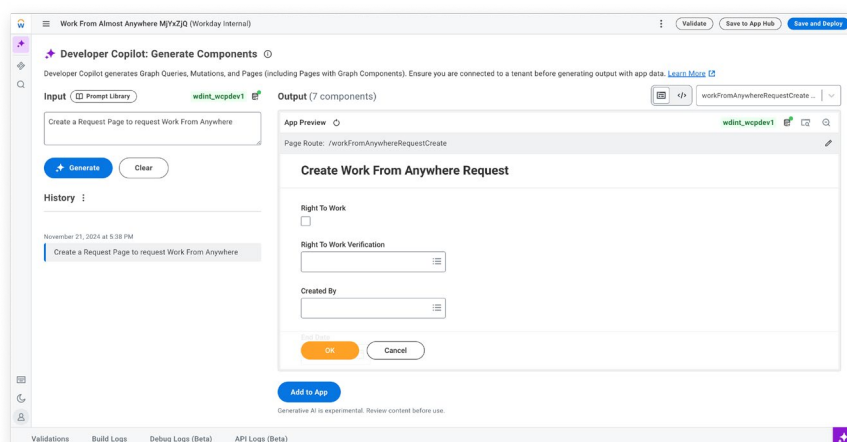 Work From Almost Anywhere MjYxZjQ (Workday Internal)
Validate
Save to App Hub
Save and Deploy
Developer Copilot: Generate Components
Developer Copilot generates Graph Queries, Mutations, and Pages (including Pages with Graph Components). Ensure you are connected to a tenant before generating output with app data. Learn More
Input
Prompt Library
wdint_wcpdev1
Create a Request Page to request Work From Anywhere
Generate
Clear
History
November 21, 2024 at 5:38 PM
Create a Request Page to request Work From Anywhere
Output (7 components)
</>
workFromAnywhereRequestCreate...
App Preview
wdint_wcpdev1
Page Route: /workFromAnywhereRequestCreate
Create Work From Anywhere Request
Right To Work
Right To Work Verification
Created By
End Date
OK
Cancel
Add to App
Generative AI is experimental. Review content before use.
Validations
Build Logs
Debug Logs (Beta)
API Logs (Beta)